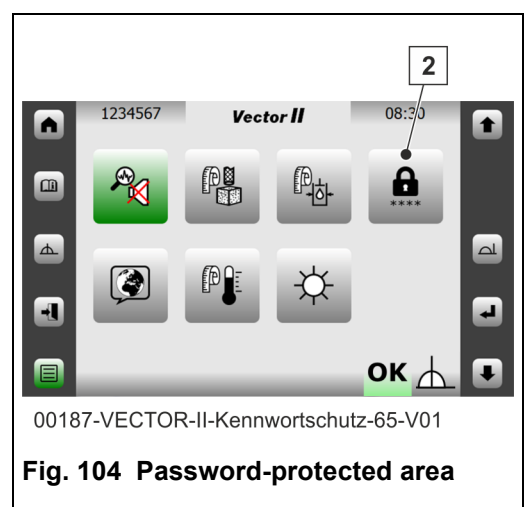 2
1234567 Vector II 08:30
****
OK
00187-VECTOR-II-Kennwortschutz-65-V01
Fig. 104 Password-protected area